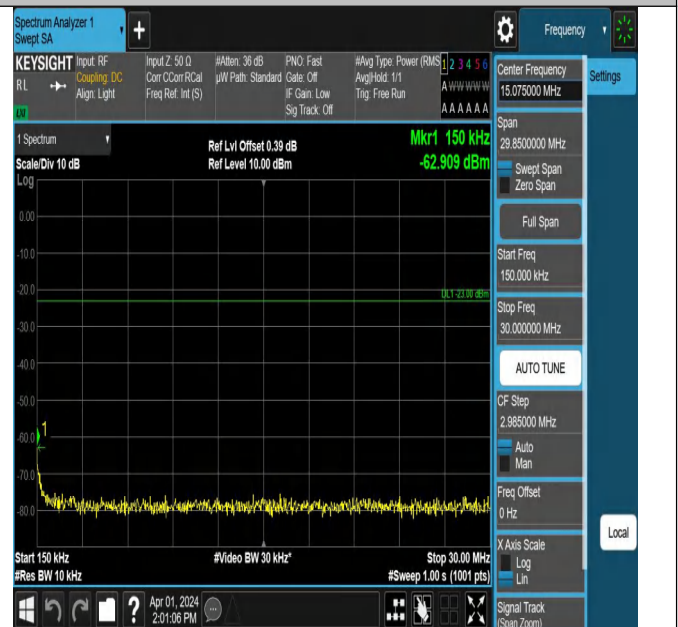 Spectrum Analyzer 1
Swept SA
+
Frequency
KEYSIGHT
RL
LXI
Input: RF
Coupling: DC
Align: Light
Input Z: 50 Ω
Corr CCorr RCal
Freq Ref: Int (S)
#Atten: 36 dB
µW Path: Standard
PNO: Fast
Gate: Off
IF Gain: Low
Sig Track: Off
#Avg Type: Power (RMS
Avg|Hold: 1/1
Trig: Free Run
1 2 3 4 5 6
A W W W W W
A A A A A A
1 Spectrum
Scale/Div 10 dB
Log
Ref Lvl Offset 0.39 dB
Ref Level 10.00 dBm
Mkr1 150 kHz
-62.909 dBm
0.00
-10.0
-20.0
-30.0
-40.0
-50.0
-60.0
-70.0
-80.0
DL1 -23.00 dBm
1
Start 150 kHz
#Res BW 10 kHz
#Video BW 30 kHz*
Stop 30.00 MHz
#Sweep 1.00 s (1001 pts)
Center Frequency
15.075000 MHz
Settings
Span
29.8500000 MHz
Swept Span
Zero Span
Full Span
Start Freq
150.000 kHz
Stop Freq
30.000000 MHz
AUTO TUNE
CF Step
2.985000 MHz
Auto
Man
Freq Offset
0 Hz
X Axis Scale
Log
Lin
Signal Track
(Span Zoom)
Local
?
Apr 01, 2024
2:01:06 PM